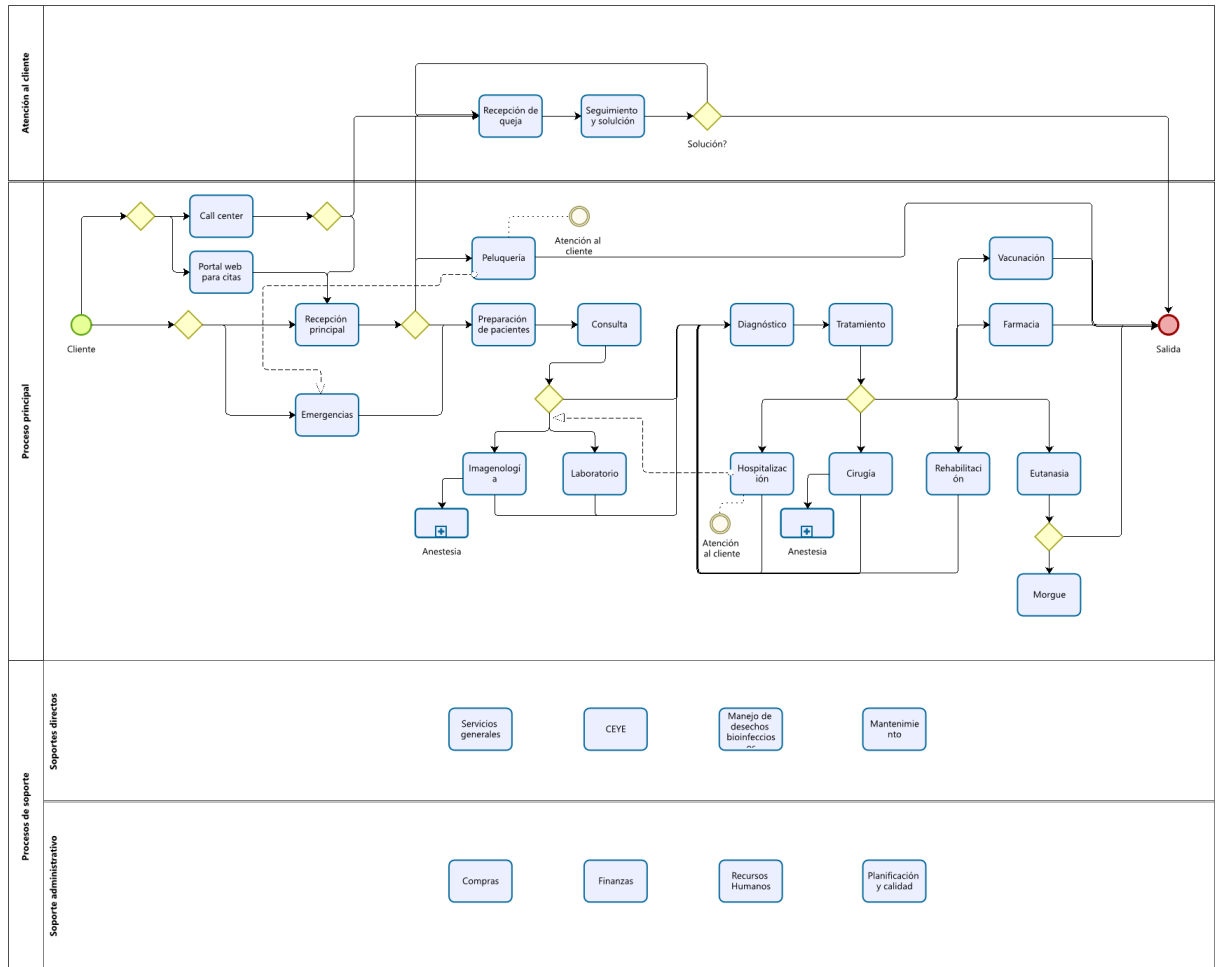 Atención al cliente
Recepción de
queja
Seguimiento
y solulción
Solución?
Proceso principal
Call center
Portal web
para citas
Cliente
Recepción
principal
Emergencias
Peluquería
Atención al
cliente
Preparación
de pacientes
Consulta
Imagenologí
a
Laboratorio
Anestesia
Diagnóstico
Tratamiento
Hospitalizac
ión
Atención
al cliente
Cirugía
Anestesia
Rehabilitaci
ón
Eutanasia
Morgue
Vacunación
Farmacia
Salida
Procesos de soporte
Soportes directos
Servicios
generales
CEYE
Manejo de
desechos
bioinfeccios
os
Mantenimie
nto
Soporte administrativo
Compras
Finanzas
Recursos
Humanos
Planificación
y calidad